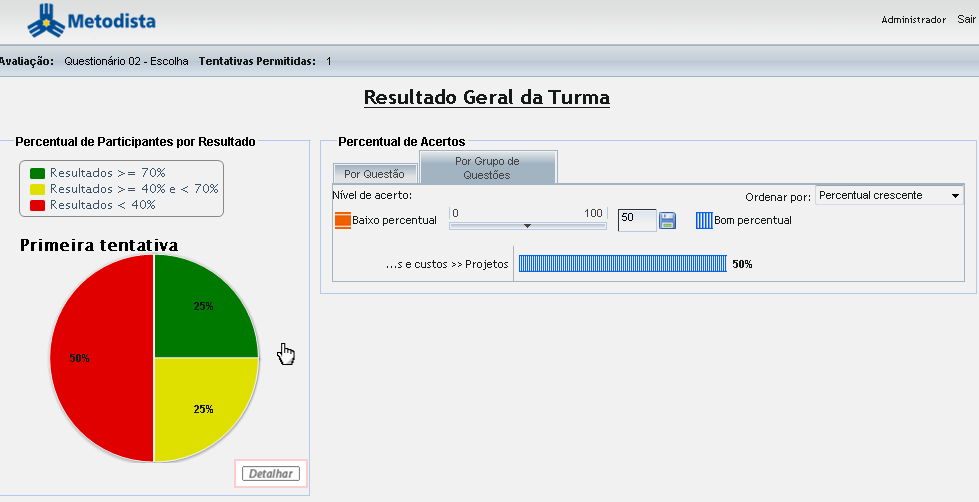 Metodista
Administrador Sair
Avaliação: Questionário 02 - Escolha Tentativas Permitidas: 1
Resultado Geral da Turma
Percentual de Participantes por Resultado
Resultados >= 70%
Resultados >= 40% e < 70%
Resultados < 40%
Primeira tentativa
25%
50%
25%
Detalhar
Percentual de Acertos
Por Questão
Por Grupo de
Questões
Nível de acerto:
Ordenar por: Percentual crescente
Baixo percentual 0 100 50 Bom percentual
...s e custos >> Projetos 50%